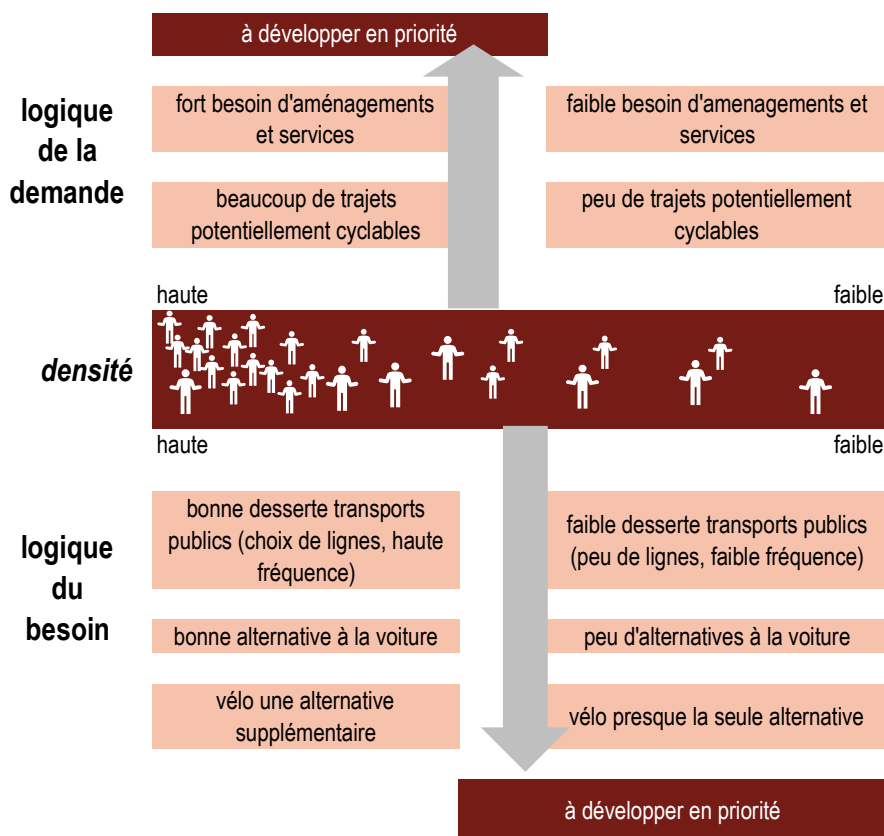 à développer en priorité
logique
de la
demande
fort besoin d'aménagements
et services
faible besoin d'amenagements et
services
beaucoup de trajets
potentiellement cyclables
peu de trajets potentiellement
cyclables
haute
faible
densité
haute
faible
logique
du
besoin
bonne desserte transports
publics (choix de lignes, haute
fréquence)
faible desserte transports publics
(peu de lignes, faible fréquence)
bonne alternative à la voiture
peu d'alternatives à la voiture
vélo une alternative
supplémentaire
vélo presque la seule alternative
à développer en priorité